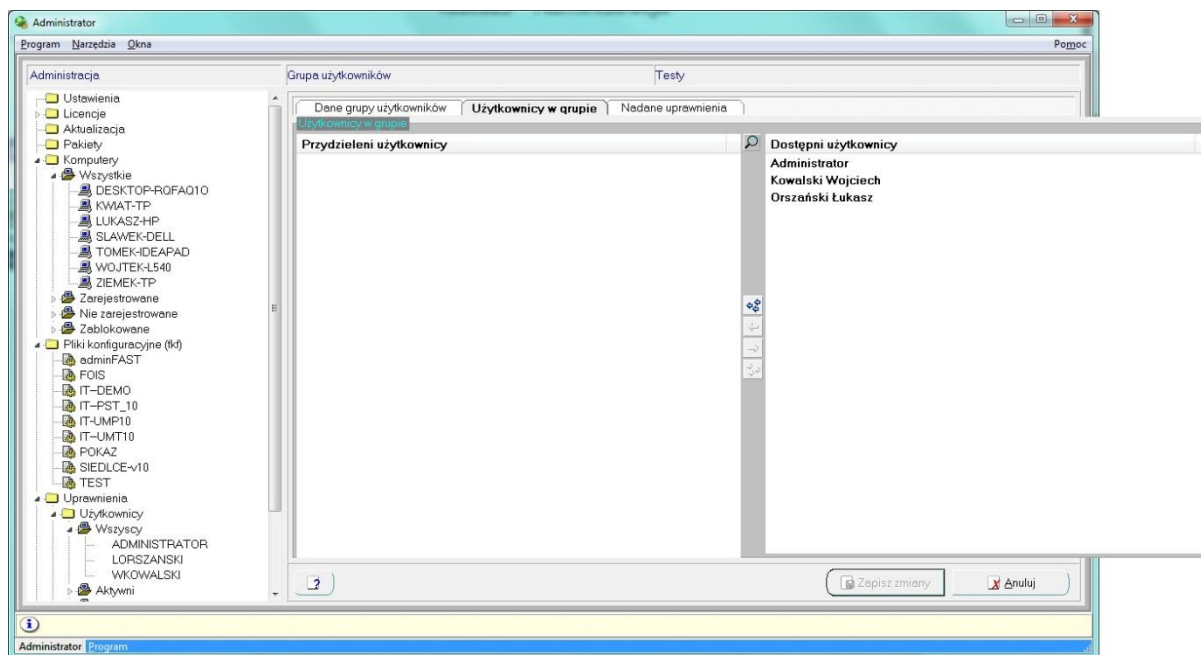 Administrator
Program Narzędzia Okna Pomoc
Administracja
Grupa użytkowników Testy
Ustawienia
Licencje
Aktualizacja
Pakiety
Komputery
Wszystkie
DESKTOP-RQFAQ1O
KWIAT-TP
LUKASZ-HP
SLAWEK-DELL
TOMEK-IDEAPAD
WOJTEK-L540
ZIEMEK-TP
Zarejestrowane
Nie zarejestrowane
Zablokowane
Pliki konfiguracyjne (fkf)
adminFAST
FOIS
IT-DEMO
IT-PST_10
IT-UMP10
IT-UMT10
POKAZ
SIEDLCE-v10
TEST
Uprawnienia
Użytkownicy
Wszyscy
ADMINISTRATOR
LORSZANSKI
WKOWALSKI
Aktywni
Dane grupy użytkowników Użytkownicy w grupie Nadane uprawnienia
Użytkownicy w grupie
Przydzieleni użytkownicy
Dostępni użytkownicy
Administrator
Kowalski Wojciech
Orszański Łukasz
Zapisz zmiany Anuluj
Administrator Program